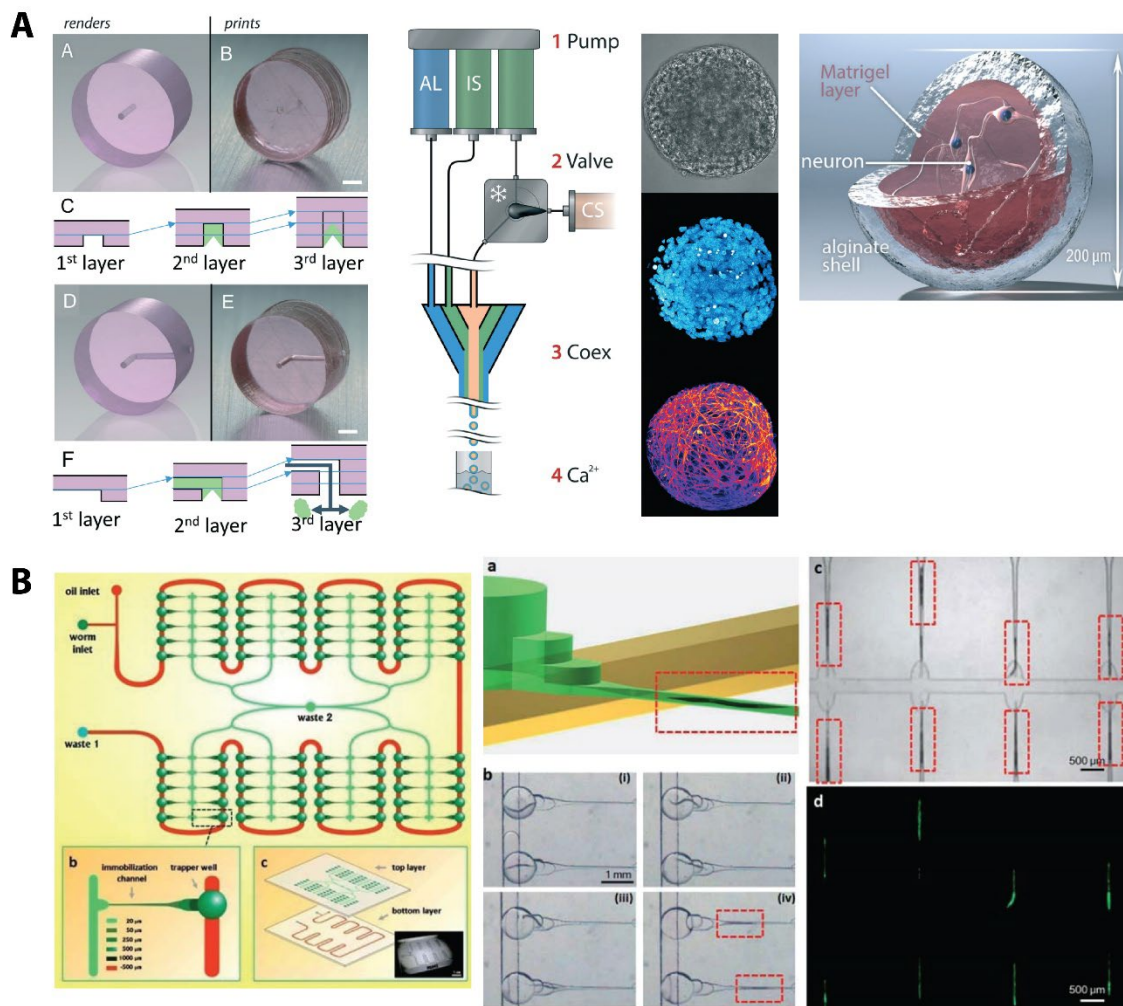 A
renders
prints
A
B
C
1st layer
2nd layer
3rd layer
D
E
F
1st layer
2nd layer
3rd layer
1 Pump
AL
IS
2 Valve
CS
3 Coex
4 Ca2+
Matrigel
layer
neuron
alginate
shell
200 µm
B
oil inlet
worm
inlet
waste 2
waste 1
b
immobilization
channel
trapper well
20 µm
50 µm
250 µm
500 µm
1000 µm
-500 µm
c
top layer
bottom layer
a
b
(i)
(ii)
1 mm
(iii)
(iv)
c
500 µm
d
500 µm